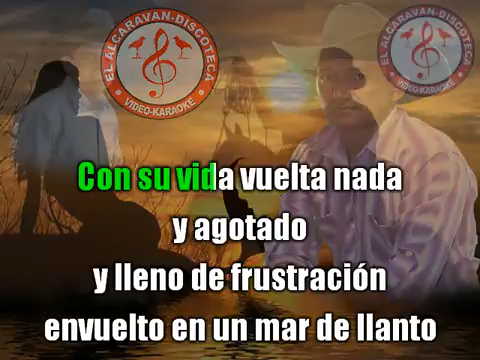 EL ALCARAVAN-DISCOTECA
VIDEO-KARAOKE
EL ALCARAVAN-DISCOTECA
VIDEO-KARAOKE
Con su vida vuelta nada
y agotado
y lleno de frustración
envuelto en un mar de llanto